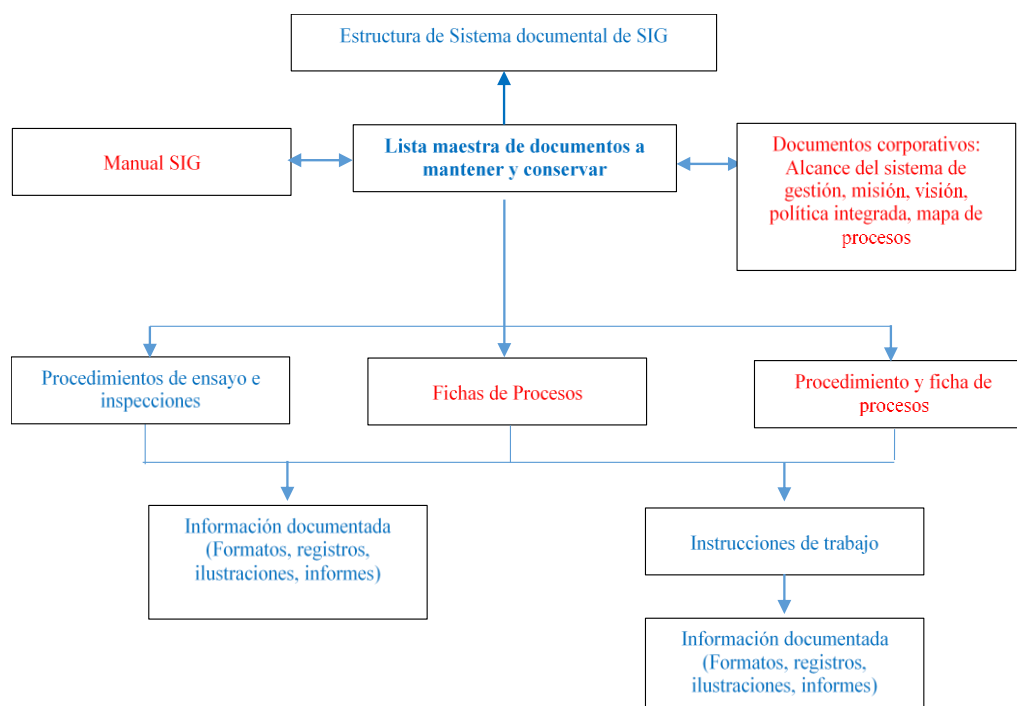 Estructura de Sistema documental de SIG
Manual SIG
Lista maestra de documentos a
mantener y conservar
Documentos corporativos:
Alcance del sistema de
gestión, misión, visión,
política integrada, mapa de
procesos
Procedimientos de ensayo e
inspecciones
Fichas de Procesos
Procedimiento y ficha de
procesos
Información documentada
(Formatos, registros,
ilustraciones, informes)
Instrucciones de trabajo
Información documentada
(Formatos, registros,
ilustraciones, informes)